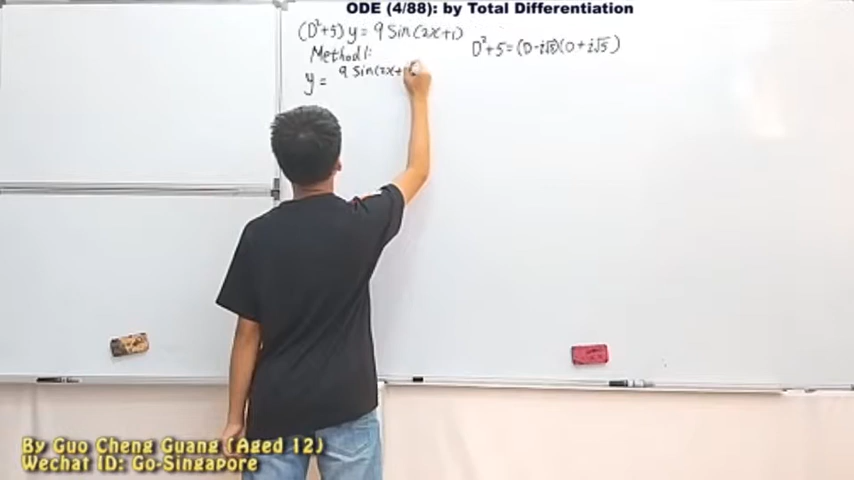 ODE (4/88): by Total Differentiation
(D²+5)y = 9 Sin(2x+1)
D²+5=(D-i√5)(D+i√5)
Method 1:
y = 9 Sin(2x+
By Guo Cheng Guang (Aged 12)
WeChat ID: Go-Singapore